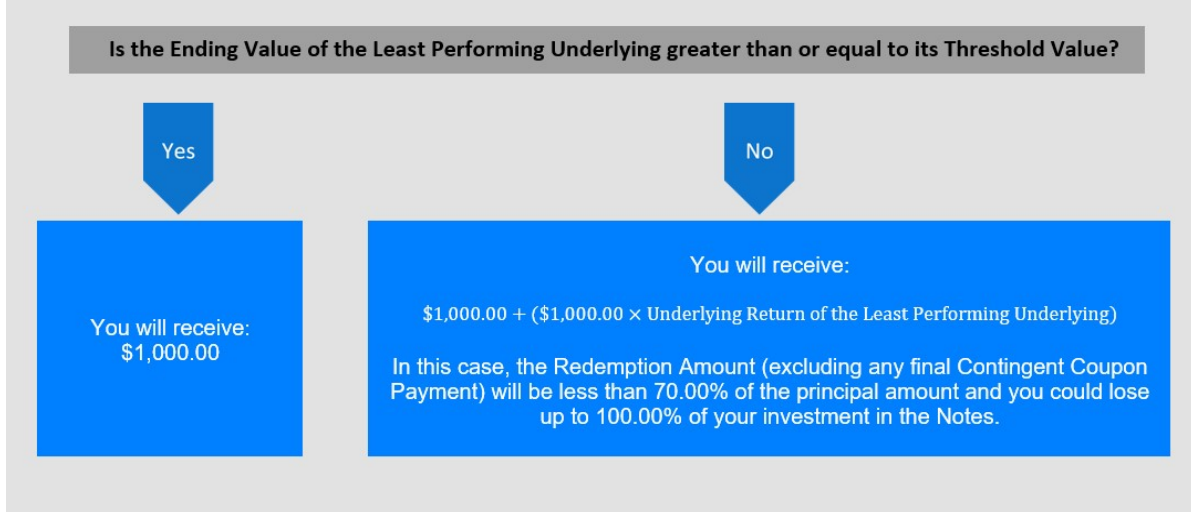 Is the Ending Value of the Least Performing Underlying greater than or equal to its Threshold Value?
Yes
No
You will receive:
$1,000.00
You will receive:
$1,000.00 + ($1,000.00 × Underlying Return of the Least Performing Underlying)
In this case, the Redemption Amount (excluding any final Contingent Coupon
Payment) will be less than 70.00% of the principal amount and you could lose
up to 100.00% of your investment in the Notes.